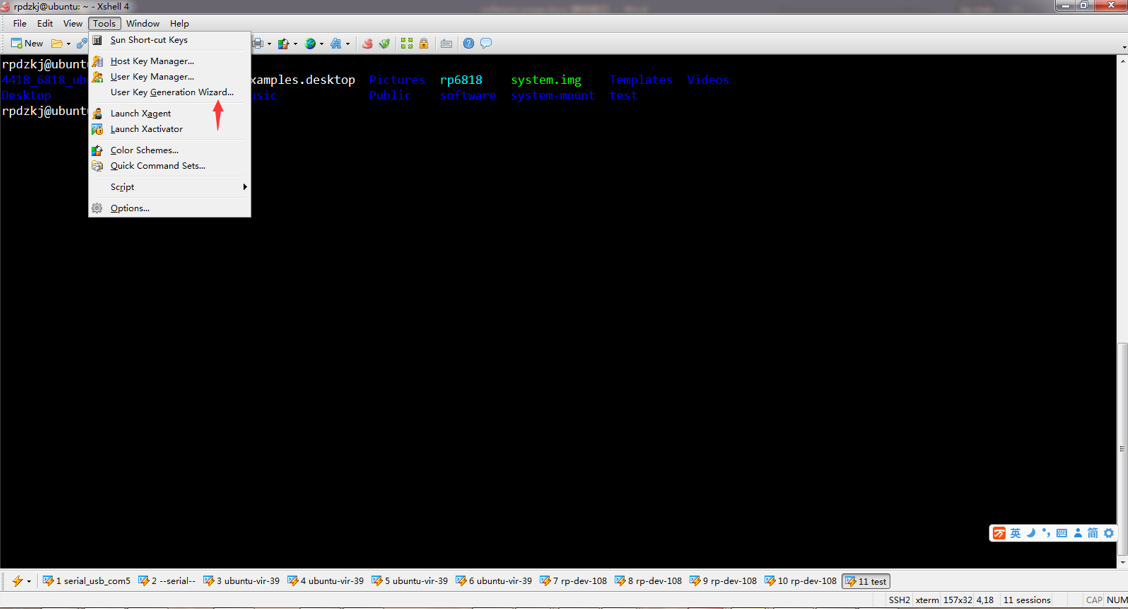 rpdzkj@ubuntu: ~ - Xshell 4
File Edit View Tools Window Help
New
Sun Short-cut Keys
Host Key Manager...
User Key Manager...
User Key Generation Wizard...
Launch Xagent
Launch Xactivator
Color Schemes...
Quick Command Sets...
Script
Options...
rpdzkj@ubunt
4418_6818_ub xamples.desktop Pictures rp6818 system.img Templates Videos
Desktop usic Public software system-mount test
rpdzkj@ubunt
英 简
1 serial_usb_com5 2 --serial-- 3 ubuntu-vir-39 4 ubuntu-vir-39 5 ubuntu-vir-39 6 ubuntu-vir-39 7 rp-dev-108 8 rp-dev-108 9 rp-dev-108 10 rp-dev-108 11 test
SSH2 xterm 157x32 4,18 11 sessions CAP NUM